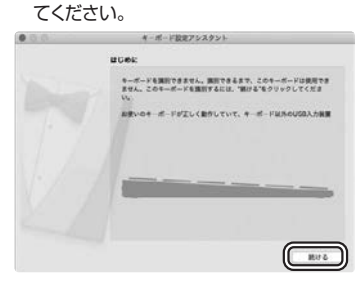 てください。
キーボード設定アシスタント
はじめに
キーボードを識別できません。識別できるまで、このキーボードは使用でき
ません。このキーボードを識別するには、“続ける”をクリックしてくださ
い。
お使いのキーボードが正しく動作していて、キーボード以外のUSB入力装置
続ける